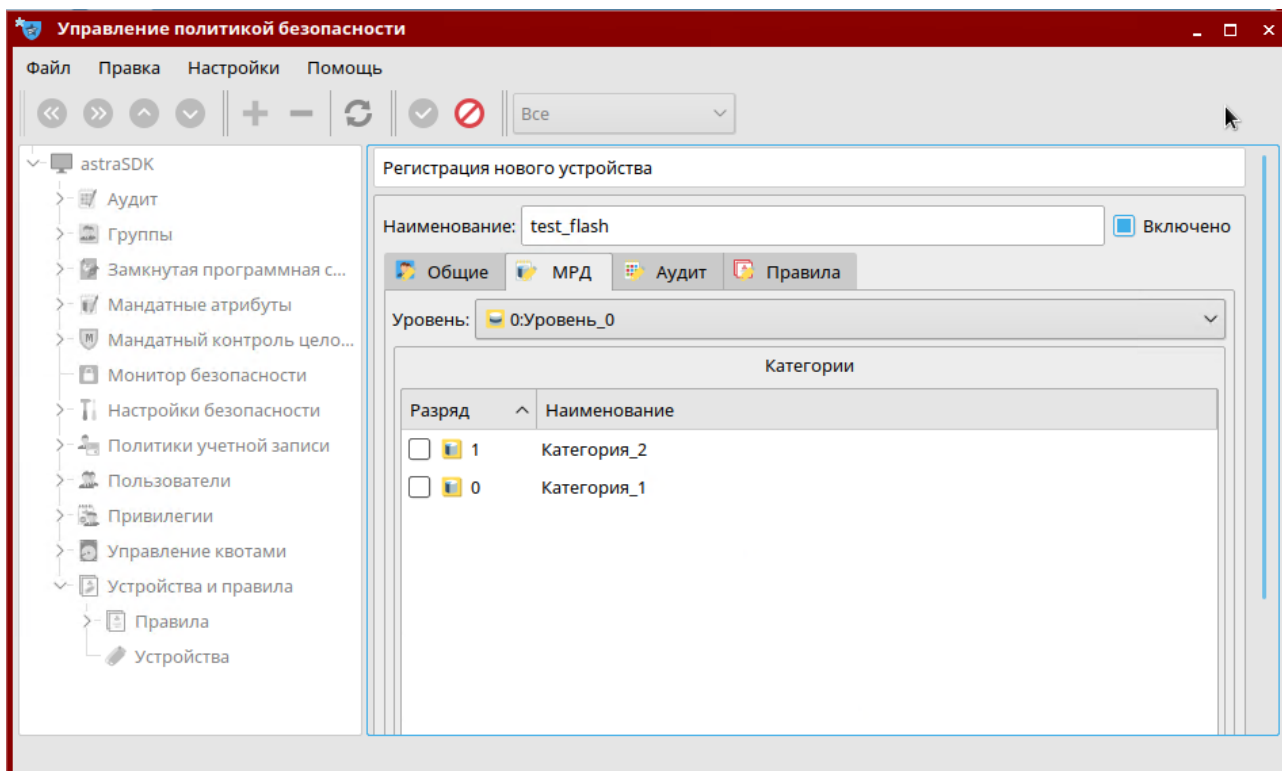 Управление политикой безопасности
Файл Правка Настройки Помощь
Все
astraSDK
Аудит
Группы
Замкнутая программная с...
Мандатные атрибуты
Мандатный контроль цело...
Монитор безопасности
Настройки безопасности
Политики учетной записи
Пользователи
Привилегии
Управление квотами
Устройства и правила
Правила
Устройства
Регистрация нового устройства
Наименование: test_flash Включено
Общие МРД Аудит Правила
Уровень: 0:Уровень_0
Категории
Разряд Наименование
1 Категория_2
0 Категория_1